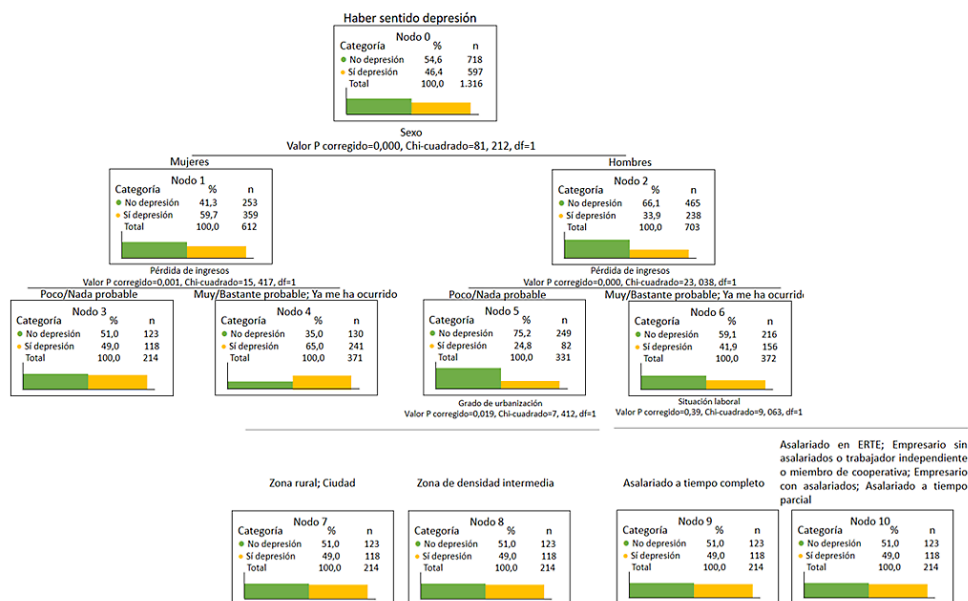 Haber sentido depresión
Nodo 0
Categoría % n
No depresión 54,6 718
Sí depresión 46,4 597
Total 100,0 1.316
Sexo
Valor P corregido=0,000, Chi-cuadrado=81, 212, df=1
Mujeres
Hombres
Nodo 1
Categoría % n
No depresión 41,3 253
Sí depresión 59,7 359
Total 100,0 612
Pérdida de ingresos
Valor P corregido=0,001, Chi-cuadrado=15, 417, df=1
Nodo 2
Categoría % n
No depresión 66,1 465
Sí depresión 33,9 238
Total 100,0 703
Pérdida de ingresos
Valor P corregido=0,000, Chi-cuadrado=23, 038, df=1
Poco/Nada probable
Nodo 3
Categoría % n
No depresión 51,0 123
Sí depresión 49,0 118
Total 100,0 214
Muy/Bastante probable; Ya me ha ocurrido
Nodo 4
Categoría % n
No depresión 35,0 130
Sí depresión 65,0 241
Total 100,0 371
Poco/Nada probable
Nodo 5
Categoría % n
No depresión 75,2 249
Sí depresión 24,8 82
Total 100,0 331
Grado de urbanización
Valor P corregido=0,019, Chi-cuadrado=7, 412, df=1
Muy/Bastante probable; Ya me ha ocurrido
Nodo 6
Categoría % n
No depresión 59,1 216
Sí depresión 41,9 156
Total 100,0 372
Situación laboral
Valor P corregido=0,39, Chi-cuadrado=9, 063, df=1
Zona rural; Ciudad
Nodo 7
Categoría % n
No depresión 51,0 123
Sí depresión 49,0 118
Total 100,0 214
Zona de densidad intermedia
Nodo 8
Categoría % n
No depresión 51,0 123
Sí depresión 49,0 118
Total 100,0 214
Asalariado a tiempo completo
Nodo 9
Categoría % n
No depresión 51,0 123
Sí depresión 49,0 118
Total 100,0 214
Asalariado en ERTE; Empresario sin
asalariados o trabajador independiente
o miembro de cooperativa; Empresario
con asalariados; Asalariado a tiempo
parcial
Nodo 10
Categoría % n
No depresión 51,0 123
Sí depresión 49,0 118
Total 100,0 214